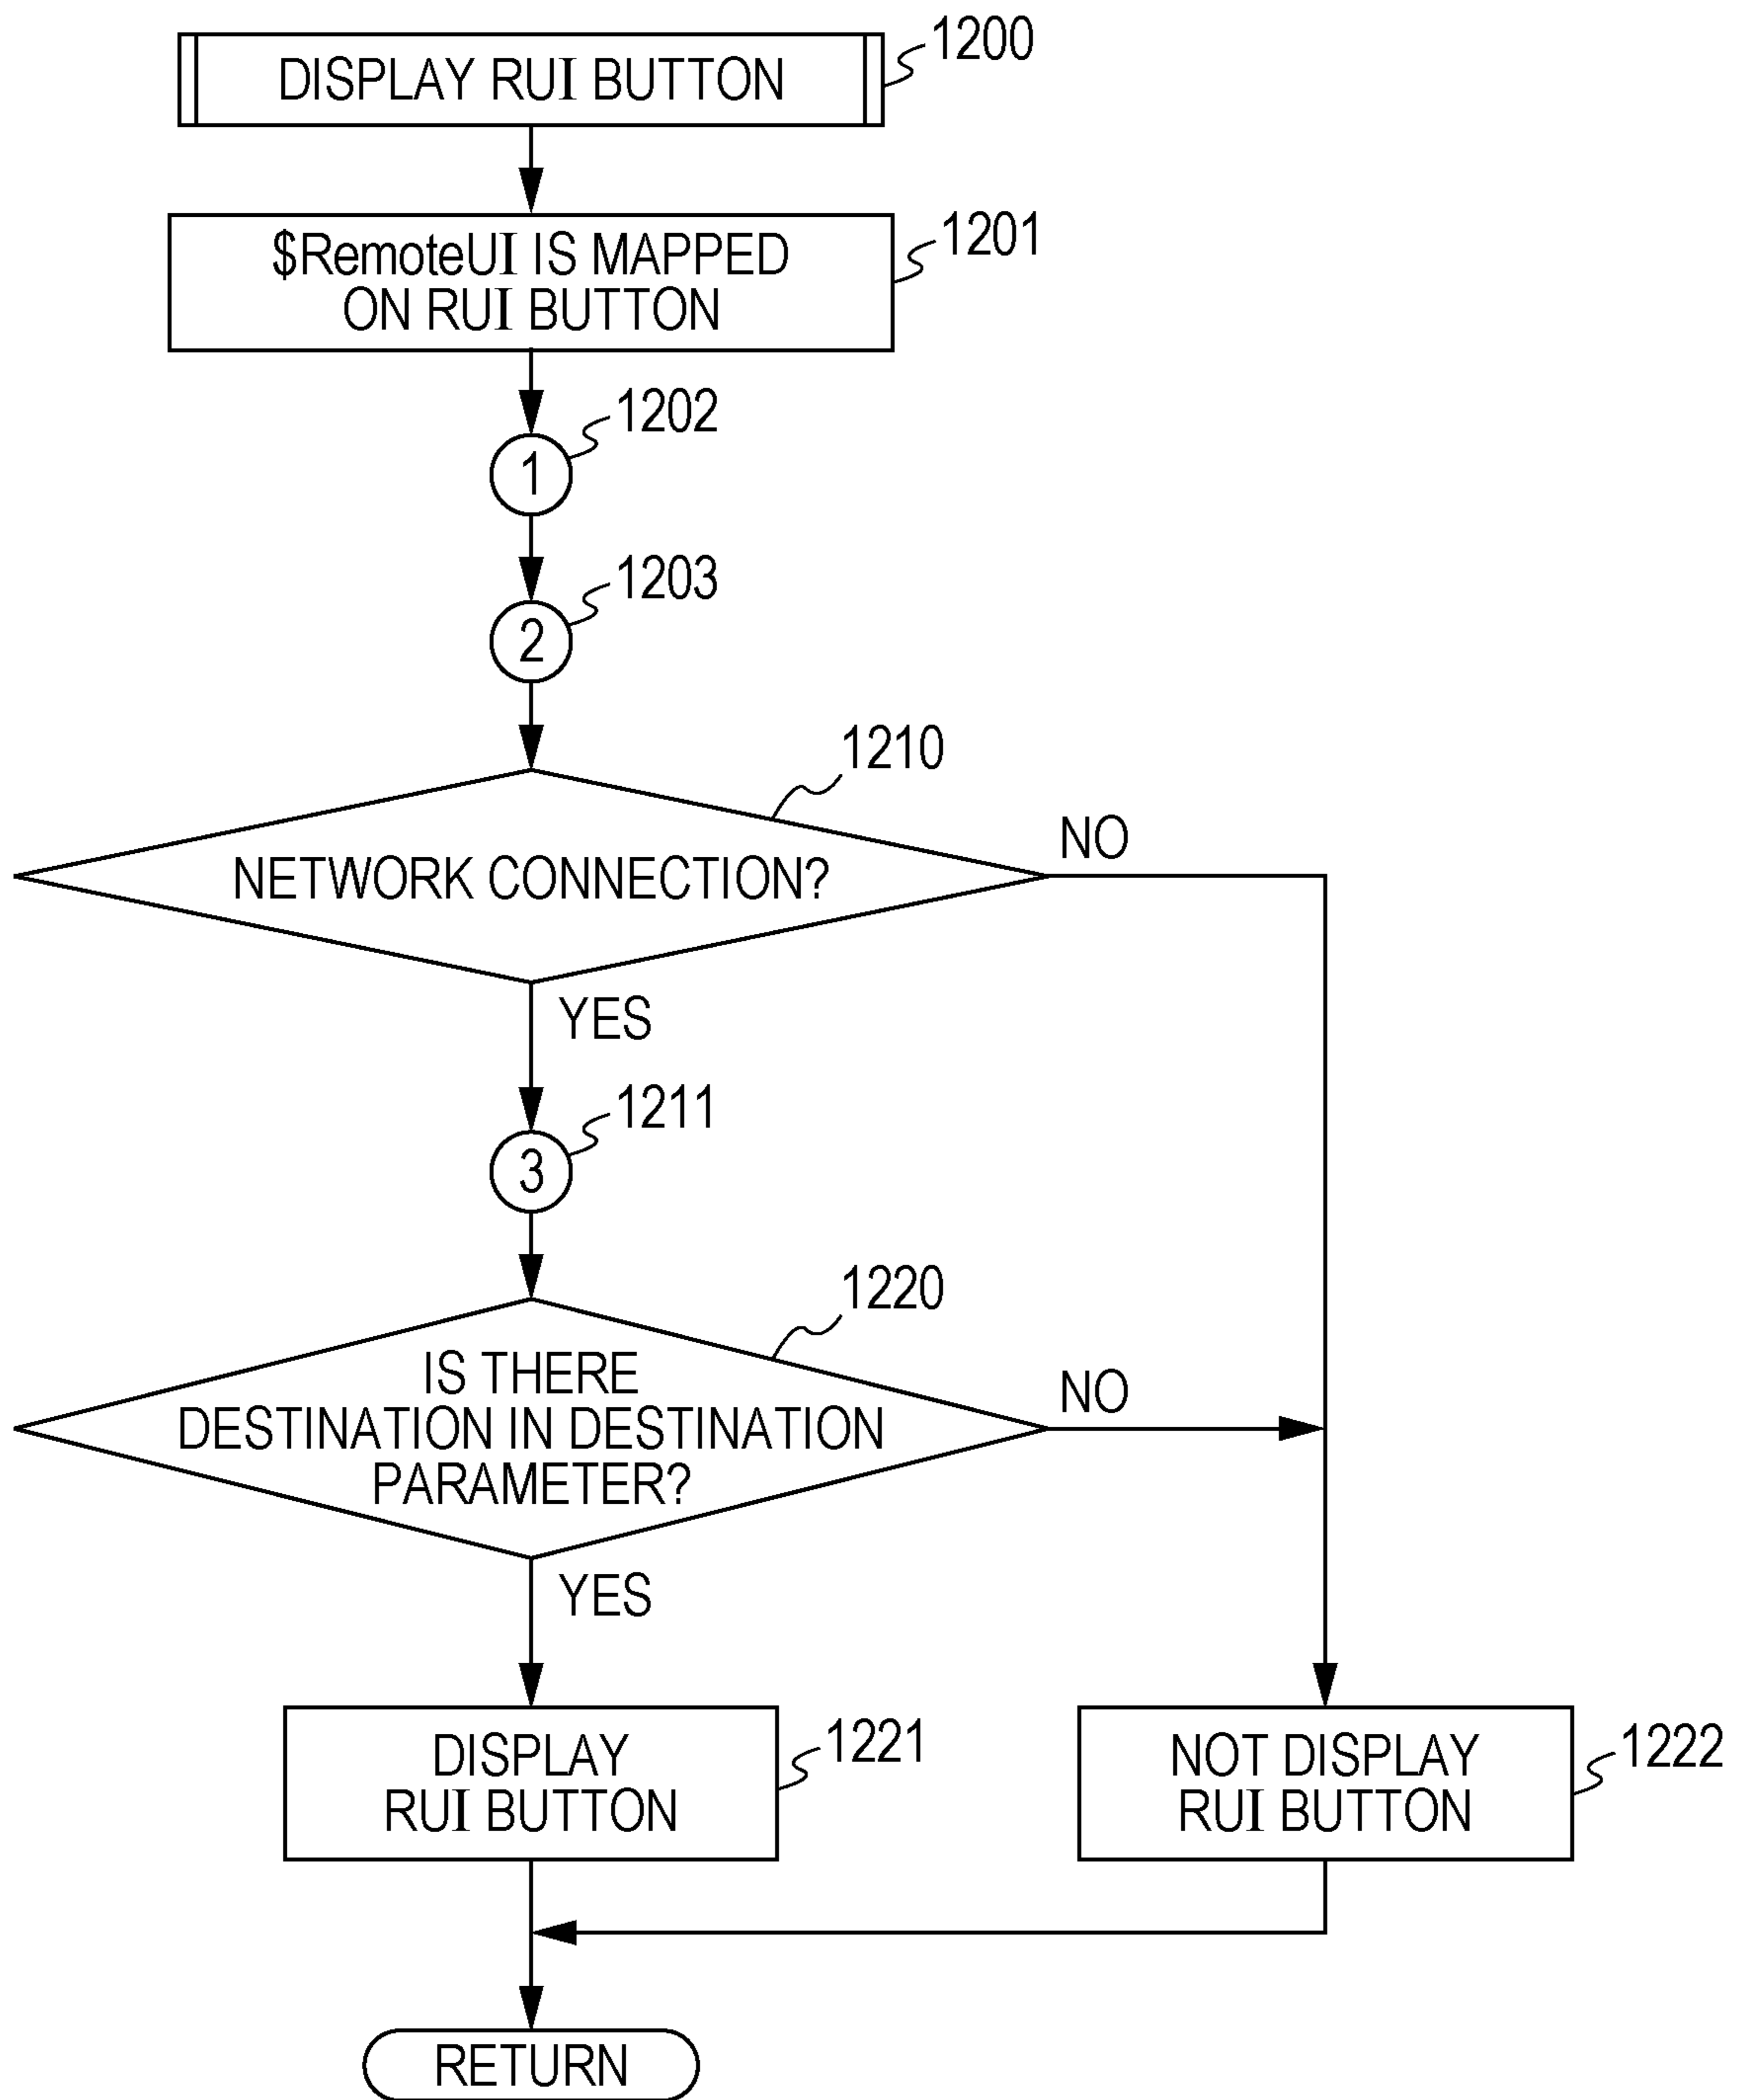 DISPLAY RUI BUTTON
1200
$RemoteUI IS MAPPED
ON RUI BUTTON
1201
1202
1
1203
2
1210
NETWORK CONNECTION?
NO
YES
1211
3
1220
IS THERE
DESTINATION IN DESTINATION
PARAMETER?
NO
YES
DISPLAY
RUI BUTTON
1221
NOT DISPLAY
RUI BUTTON
1222
RETURN